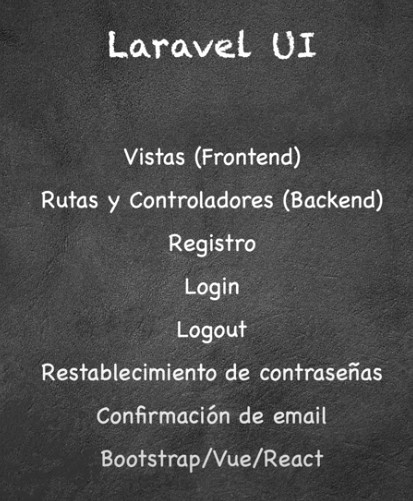 Laravel UI
Vistas (Frontend)
Rutas y Controladores (Backend)
Registro
Login
Logout
Restablecimiento de contraseñas
Confirmación de email
Bootstrap/Vue/React